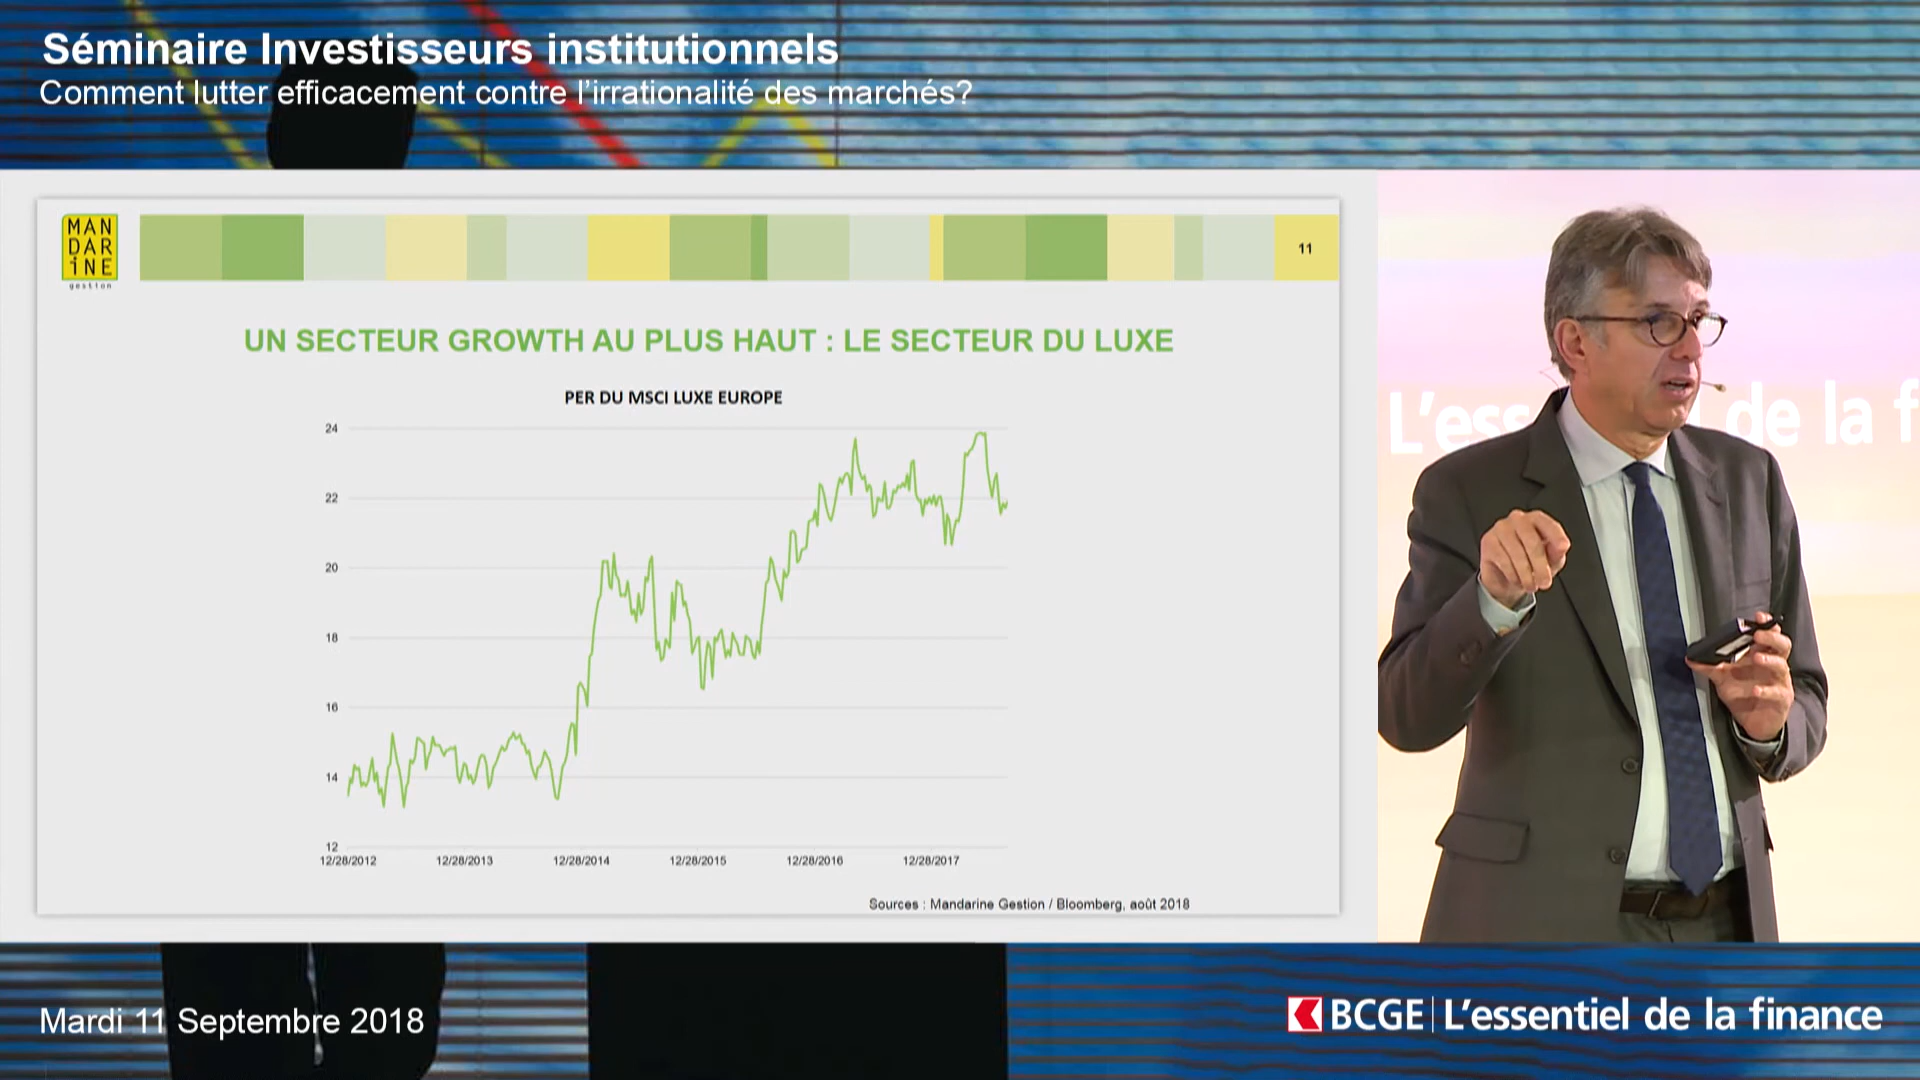 Séminaire Investisseurs institutionnels
Comment lutter efficacement contre l'irrationalité des marchés?
MAN
DAR
iNE
gestion
11
UN SECTEUR GROWTH AU PLUS HAUT : LE SECTEUR DU LUXE
PER DU MSCI LUXE EUROPE
24
22
20
18
16
14
12
12/28/2012 12/28/2013 12/28/2014 12/28/2015 12/28/2016 12/28/2017
Sources : Mandarine Gestion / Bloomberg, août 2018
L'ess l de la f
Mardi 11 Septembre 2018
BCGE | L'essentiel de la finance